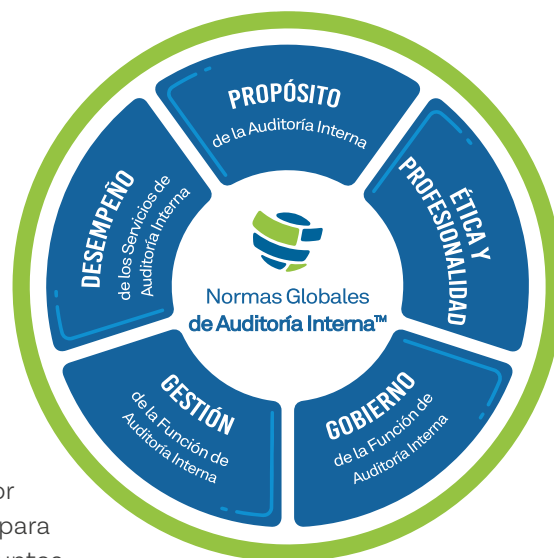 PROPÓSITO
de la Auditoría Interna
ÉTICA Y
PROFESIONALIDAD
GOBIERNO
de la Función de
Auditoría Interna
GESTIÓN
de la Función de
Auditoría Interna
DESEMPEÑO
de los Servicios de
Auditoría Interna
Normas Globales
de Auditoría Interna™
or
para